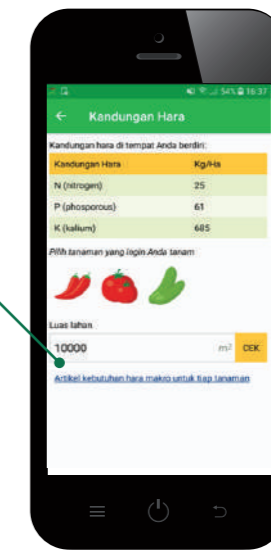 54% 16:37
← Kandungan Hara
Kandungan hara di tempat Anda berdiri:
Kandungan Hara Kg/Ha
N (nitrogen) 25
P (phosporous) 61
K (kalium) 685
Pilih tanaman yang ingin Anda tanam
Luas lahan
10000 m² CEK
Artikel kebutuhan hara makro untuk tiap tanaman